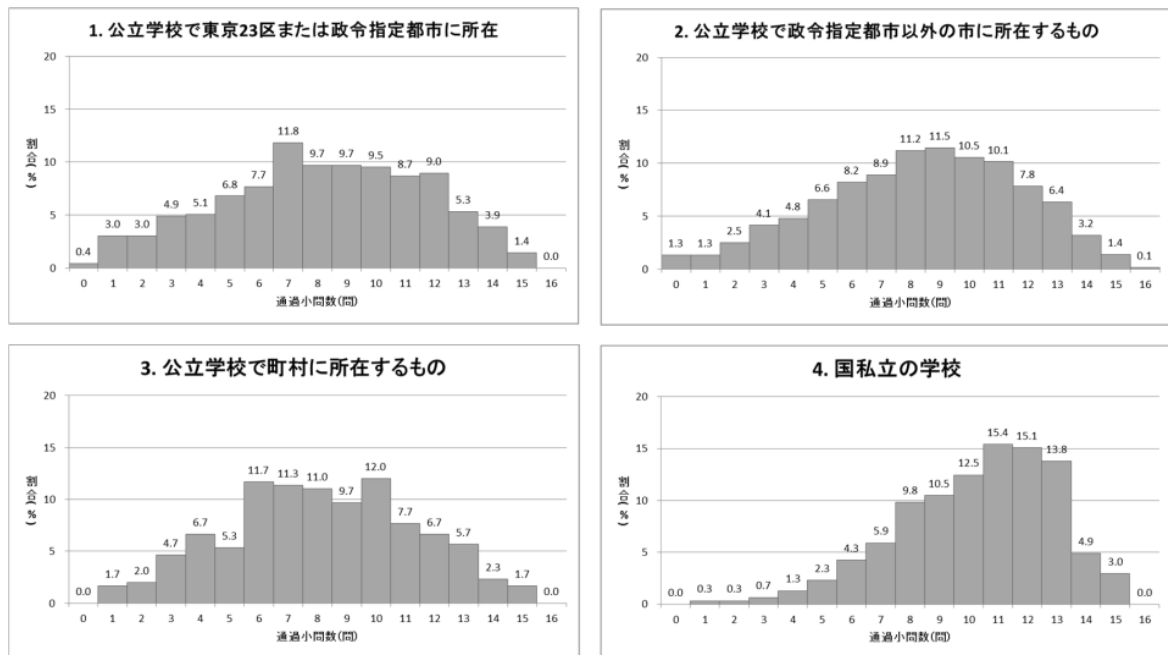 1. 公立学校で東京23区または政令指定都市に所在
20
15
10
5
0
割合(%)
0.4 3.0 3.0 4.9 5.1 6.8 7.7 11.8 9.7 9.7 9.5 8.7 9.0 5.3 3.9 1.4 0.0
0 1 2 3 4 5 6 7 8 9 10 11 12 13 14 15 16
通過小問数(問)
2. 公立学校で政令指定都市以外の市に所在するもの
20
15
10
5
0
割合(%)
1.3 1.3 2.5 4.1 4.8 6.6 8.2 8.9 11.2 11.5 10.5 10.1 7.8 6.4 3.2 1.4 0.1
0 1 2 3 4 5 6 7 8 9 10 11 12 13 14 15 16
通過小問数(問)
3. 公立学校で町村に所在するもの
20
15
10
5
0
割合(%)
0.0 1.7 2.0 4.7 6.7 5.3 11.7 11.3 11.0 9.7 12.0 7.7 6.7 5.7 2.3 1.7 0.0
0 1 2 3 4 5 6 7 8 9 10 11 12 13 14 15 16
通過小問数(問)
4. 国私立の学校
20
15
10
5
0
割合(%)
0.0 0.3 0.3 0.7 1.3 2.3 4.3 5.9 9.8 10.5 12.5 15.4 15.1 13.8 4.9 3.0 0.0
0 1 2 3 4 5 6 7 8 9 10 11 12 13 14 15 16
通過小問数(問)